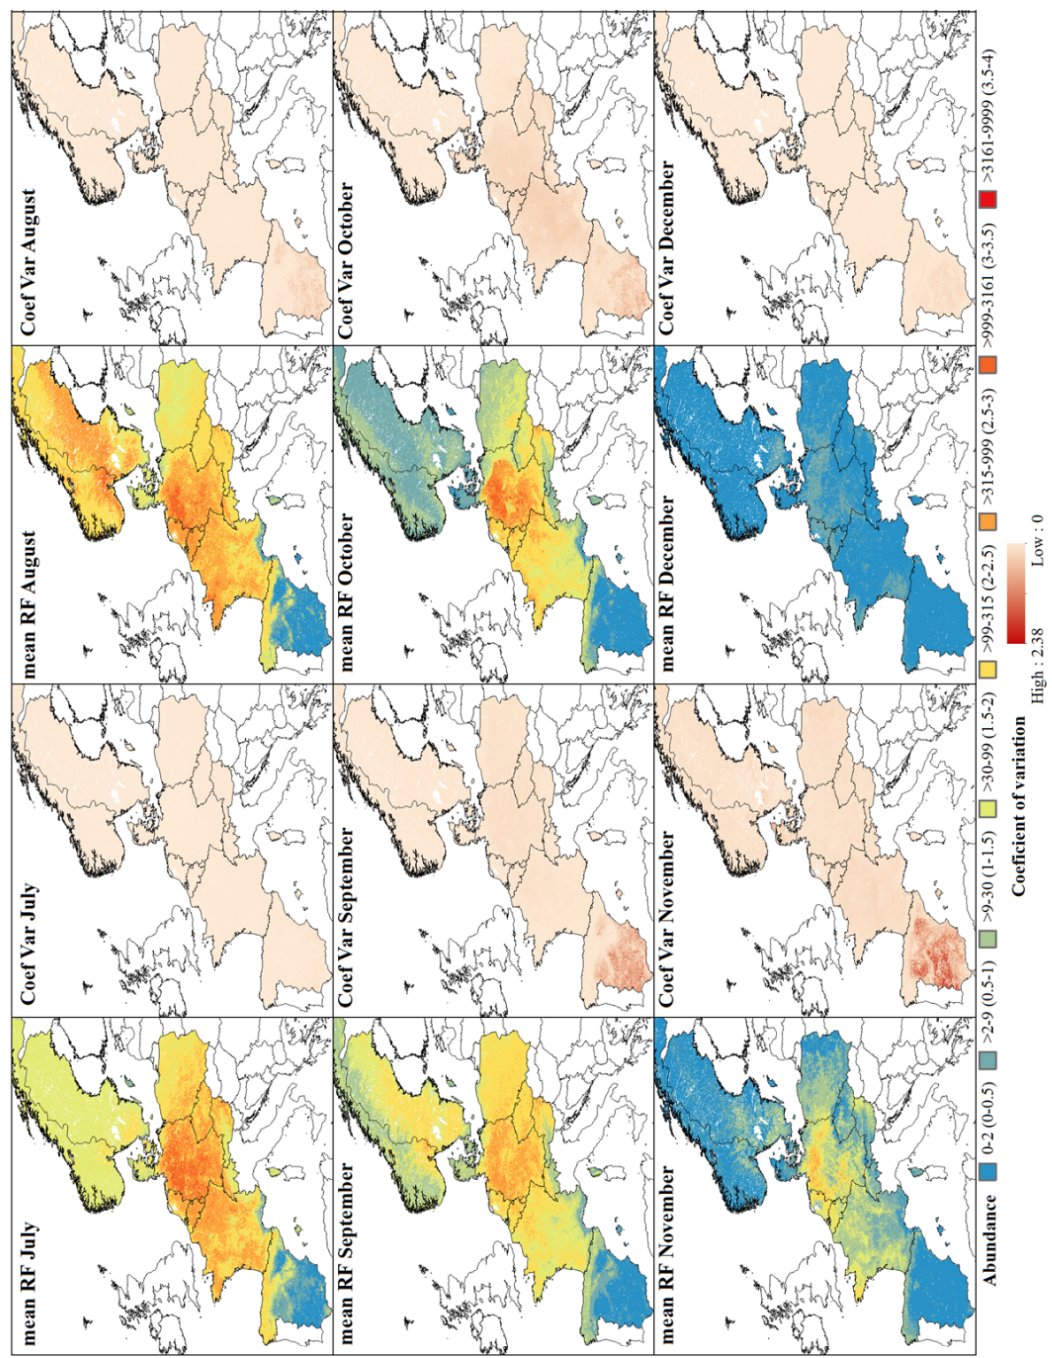 mean RF July
Coef Var July
mean RF August
Coef Var August
mean RF September
Coef Var September
mean RF October
Coef Var October
mean RF November
Coef Var November
mean RF December
Coef Var December
Abundance 0-2 (0-0.5) >2-9 (0.5-1) >9-30 (1-1.5) >30-99 (1.5-2) >99-315 (2-2.5) >315-999 (2.5-3) >999-3161 (3-3.5) >3161-9999 (3.5-4)
Coeficient of variation
High : 2.38 Low : 0